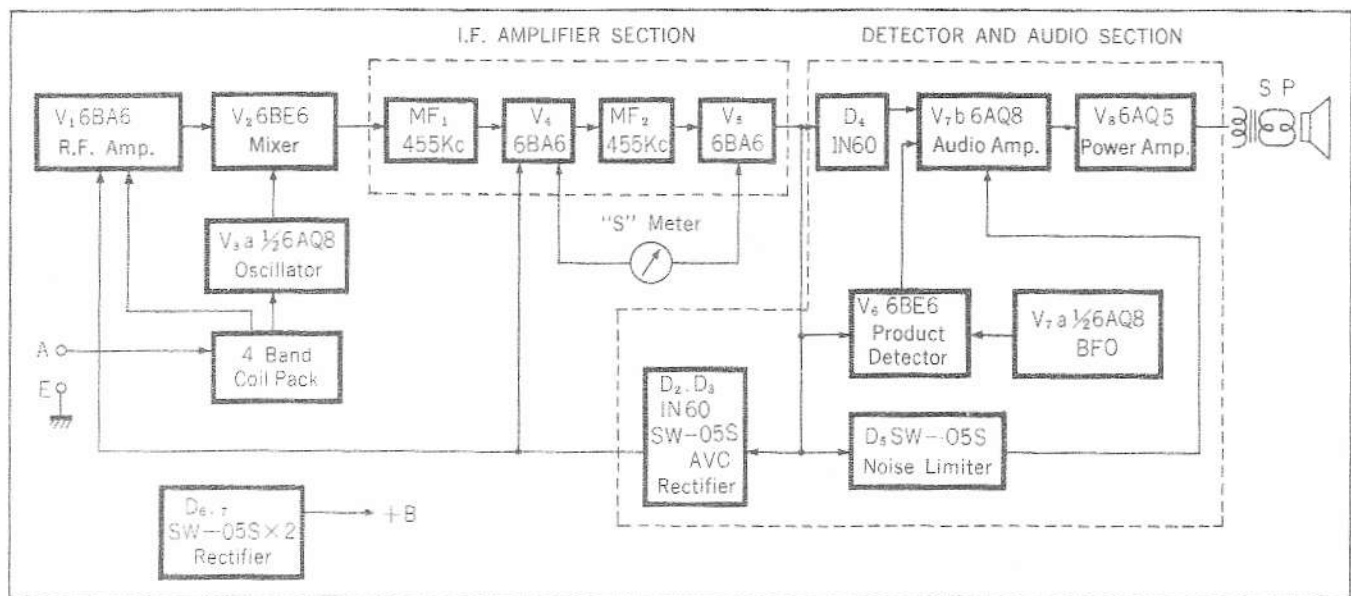 I.F. AMPLIFIER SECTION
DETECTOR AND AUDIO SECTION
V₁ 6BA6
R.F. Amp.
V₂ 6BE6
Mixer
MF₁
455Kc
V₄
6BA6
MF₂
455Kc
V₅
6BA6
D₄
1N60
V₇b 6AQ8
Audio Amp.
V₈ 6AQ5
Power Amp.
S P
"S" Meter
V₃a ½6AQ8
Oscillator
V₆ 6BE6
Product
Detector
V₇a ½6AQ8
BFO
A
E
4 Band
Coil Pack
D₂.D₃
IN60
SW-05S
AVC
Rectifier
D₅ SW-05S
Noise Limiter
D₆.₇
SW-05S×2
Rectifier
+B